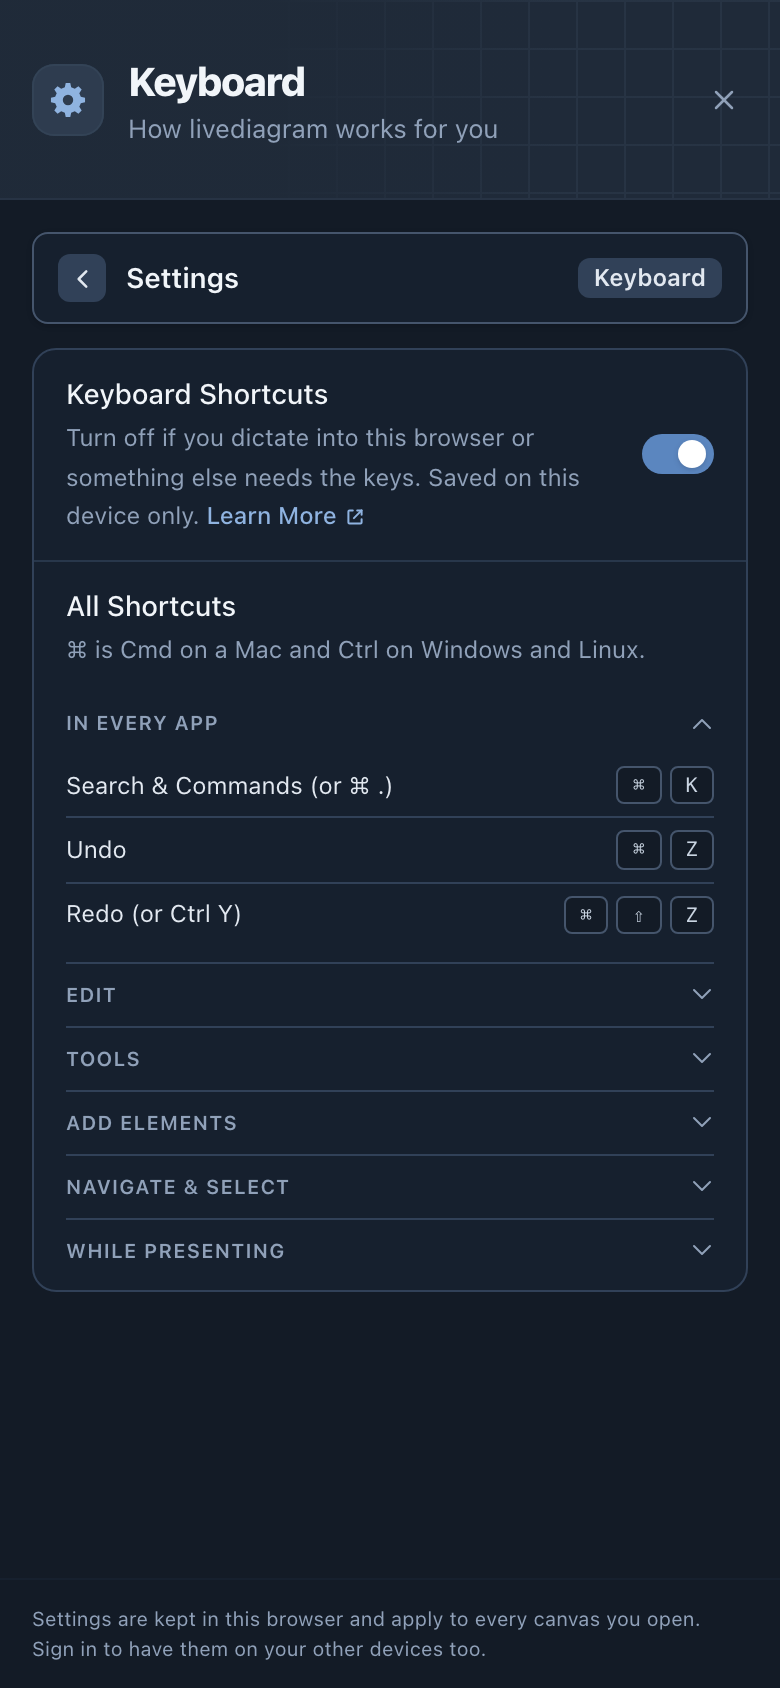 Keyboard
How livediagram works for you
Settings
Keyboard
Keyboard Shortcuts
Turn off if you dictate into this browser or
something else needs the keys. Saved on this
device only. Learn More
All Shortcuts
⌘ is Cmd on a Mac and Ctrl on Windows and Linux.
IN EVERY APP
Search & Commands (or ⌘ .) ⌘ K
Undo ⌘ Z
Redo (or Ctrl Y) ⌘ ⇧ Z
EDIT
TOOLS
ADD ELEMENTS
NAVIGATE & SELECT
WHILE PRESENTING
Settings are kept in this browser and apply to every canvas you open.
Sign in to have them on your other devices too.